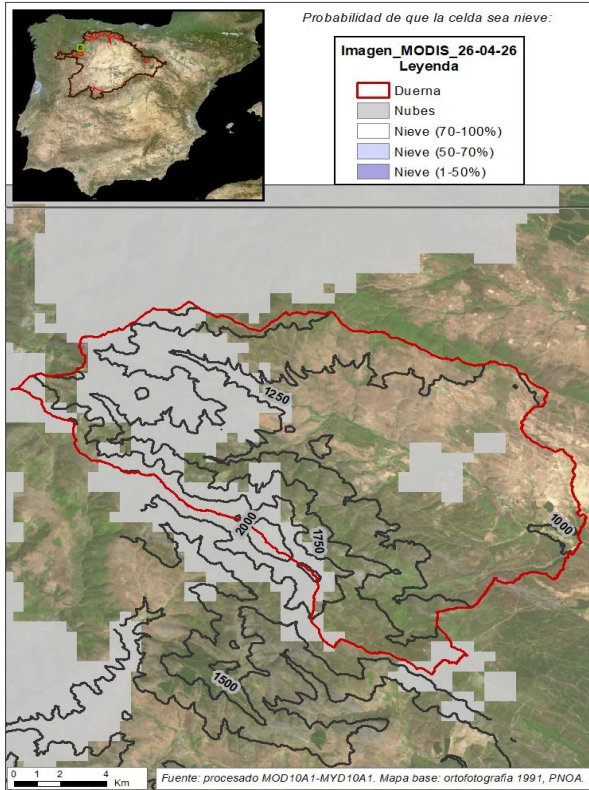 Probabilidad de que la celda sea nieve:
Imagen_MODIS_26-04-26
Leyenda
Duerna
Nubes
Nieve (70-100%)
Nieve (50-70%)
Nieve (1-50%)
1250
2000
1750
1000
1500
0 1 2 4
Km
Fuente: procesado MOD10A1-MYD10A1. Mapa base: ortofotografia 1991, PNOA.